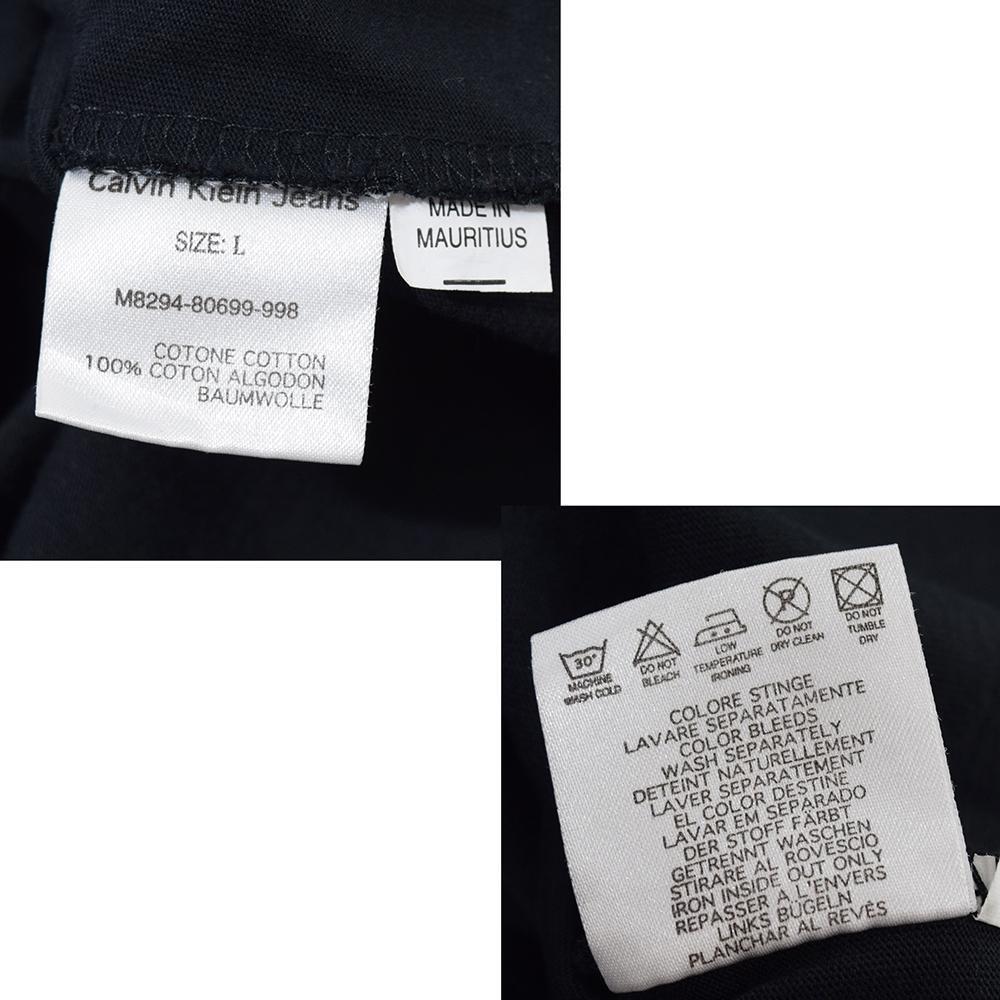 Calvin Klein Jeans
SIZE: L
M8294-80699-998
COTONE COTTON
100% COTON ALGODON
BAUMWOLLE
MADE IN
MAURITIUS
30°
MACHINE
WASH COLD
DO NOT
BLEACH
LOW
TEMPERATURE
IRONING
P
DO NOT
DRY CLEAN
DO NOT
TUMBLE
DRY
COLORE STINGE
LAVARE SEPARATAMENTE
COLOR BLEEDS
WASH SEPARATELY
DETEINT NATURELLEMENT
LAVER SEPARATEMENT
EL COLOR DESTINE
LAVAR EM SEPARADO
DER STOFF FÄRBT
GETRENNT WASCHEN
STIRARE AL ROVESCIO
IRON INSIDE OUT ONLY
REPASSER A L'ENVERS
LINKS BÜGELN
PLANCHAR AL REVÉS